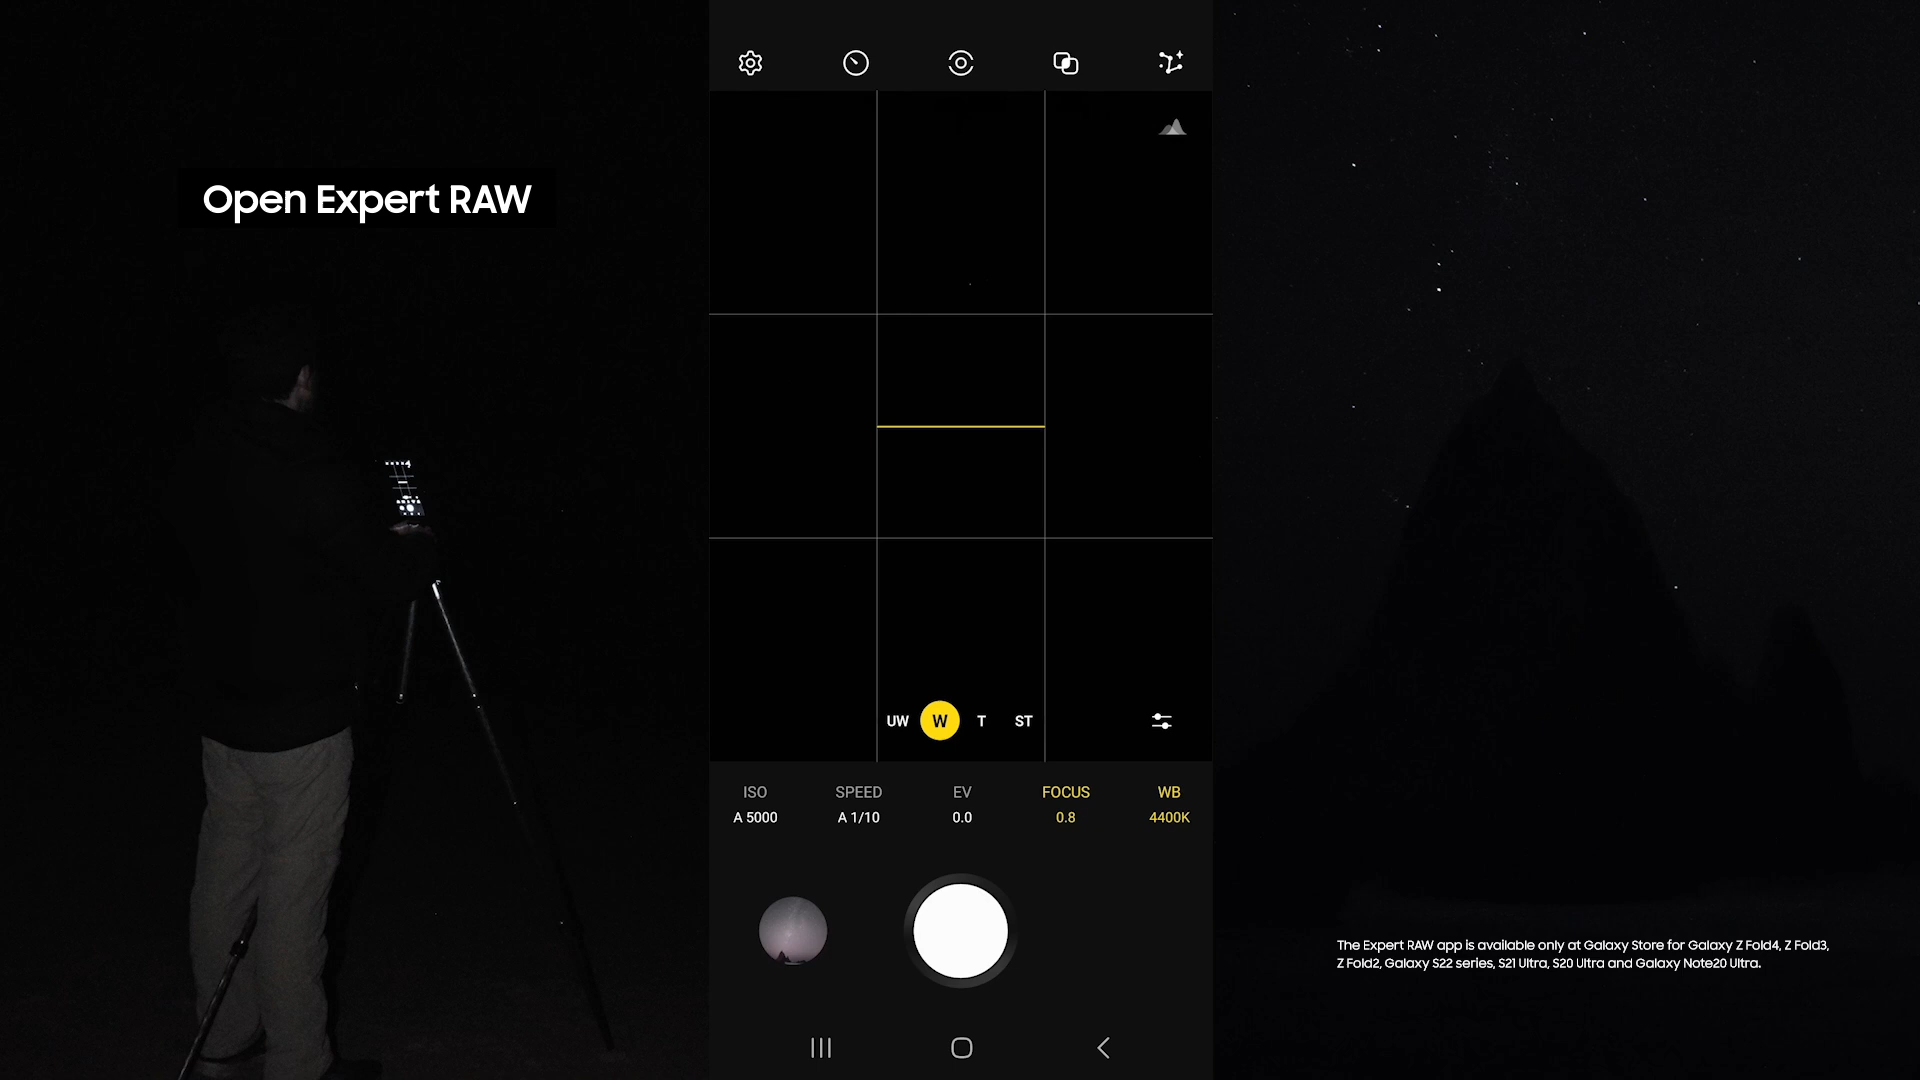 Open Expert RAW
UW W T ST
ISO SPEED EV FOCUS WB
A 5000 A 1/10 0.0 0.8 4400K
The Expert RAW app is available only at Galaxy Store for Galaxy Z Fold4, Z Fold3,
Z Fold2, Galaxy S22 series, S21 Ultra, S20 Ultra and Galaxy Note20 Ultra.